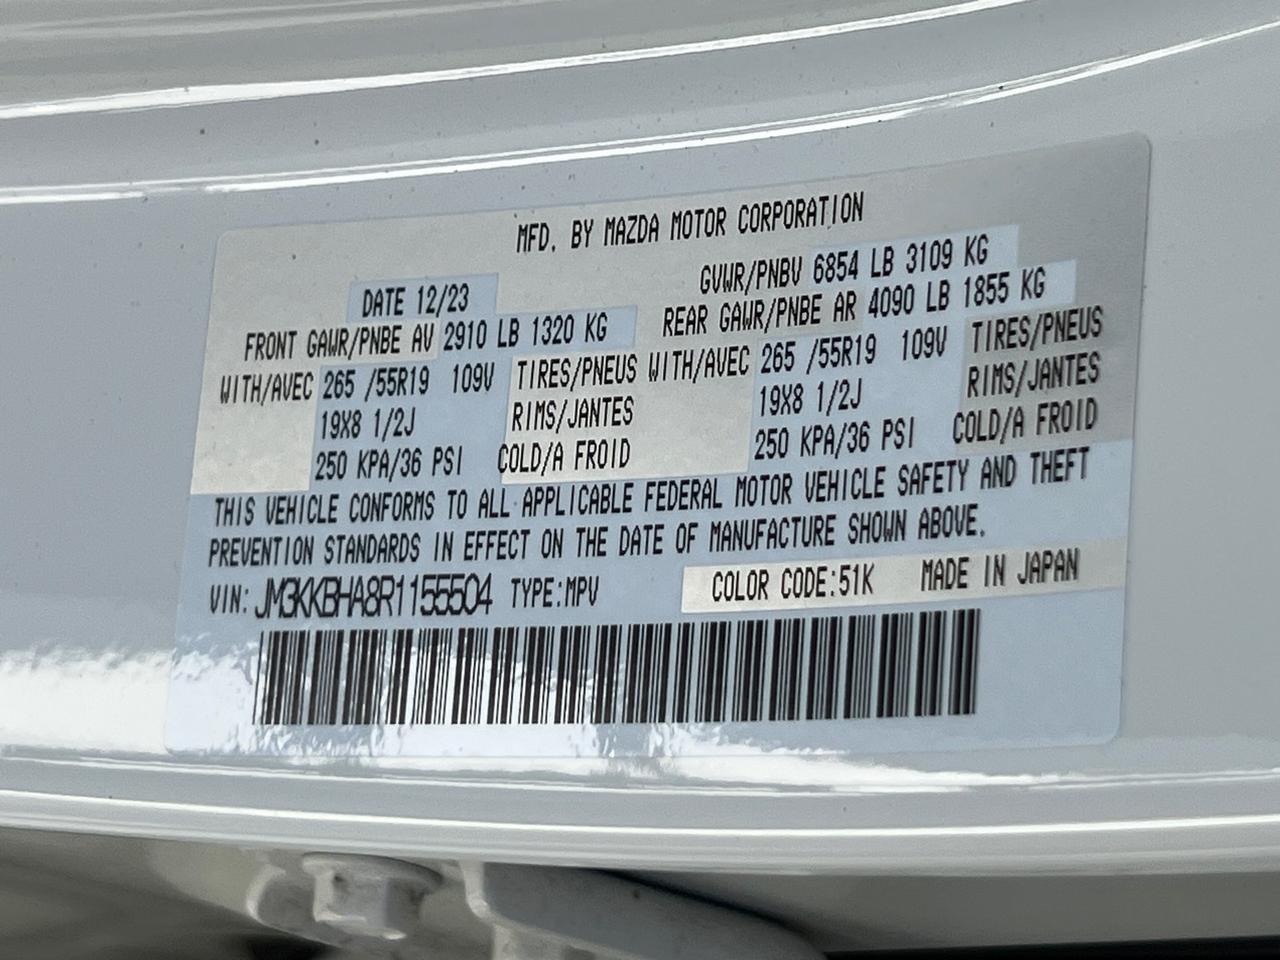 MFD. BY MAZDA MOTOR CORPORATION
DATE 12/23 GVWR/PNBV 6854 LB 3109 KG
FRONT GAWR/PNBE AV 2910 LB 1320 KG REAR GAWR/PNBE AR 4090 LB 1855 KG
WITH/AVEC 265 /55R19 109V TIRES/PNEUS WITH/AVEC 265 /55R19 109V TIRES/PNEUS
19X8 1/2J RIMS/JANTES 19X8 1/2J RIMS/JANTES
250 KPA/36 PSI COLD/A FROID 250 KPA/36 PSI COLD/A FROID
THIS VEHICLE CONFORMS TO ALL APPLICABLE FEDERAL MOTOR VEHICLE SAFETY AND THEFT
PREVENTION STANDARDS IN EFFECT ON THE DATE OF MANUFACTURE SHOWN ABOVE.
VIN: JM3KKBHA8R1155504 TYPE:MPV COLOR CODE:51K MADE IN JAPAN